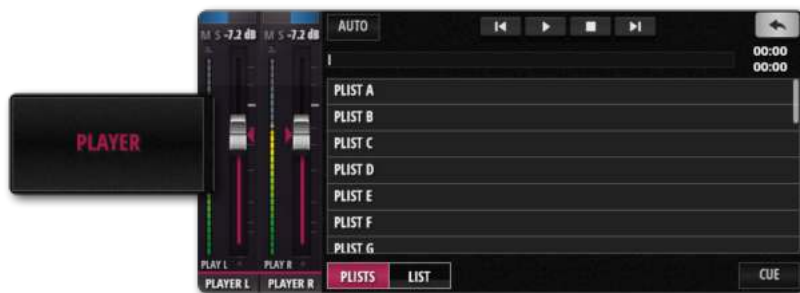 PLAYER
M S -7.2 dB
M S -7.2 dB
PLAY L
PLAY R
PLAYER L
PLAYER R
AUTO
00:00
00:00
PLIST A
PLIST B
PLIST C
PLIST D
PLIST E
PLIST F
PLIST G
PLISTS
LIST
CUE